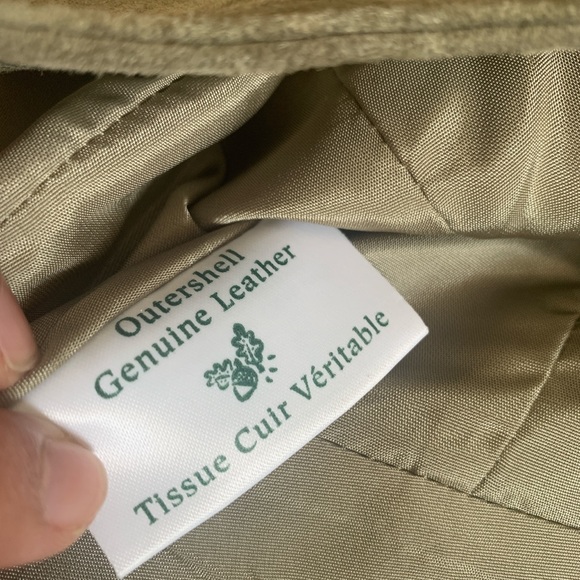 Outershell
Genuine Leather
Tissue Cuir Véritable